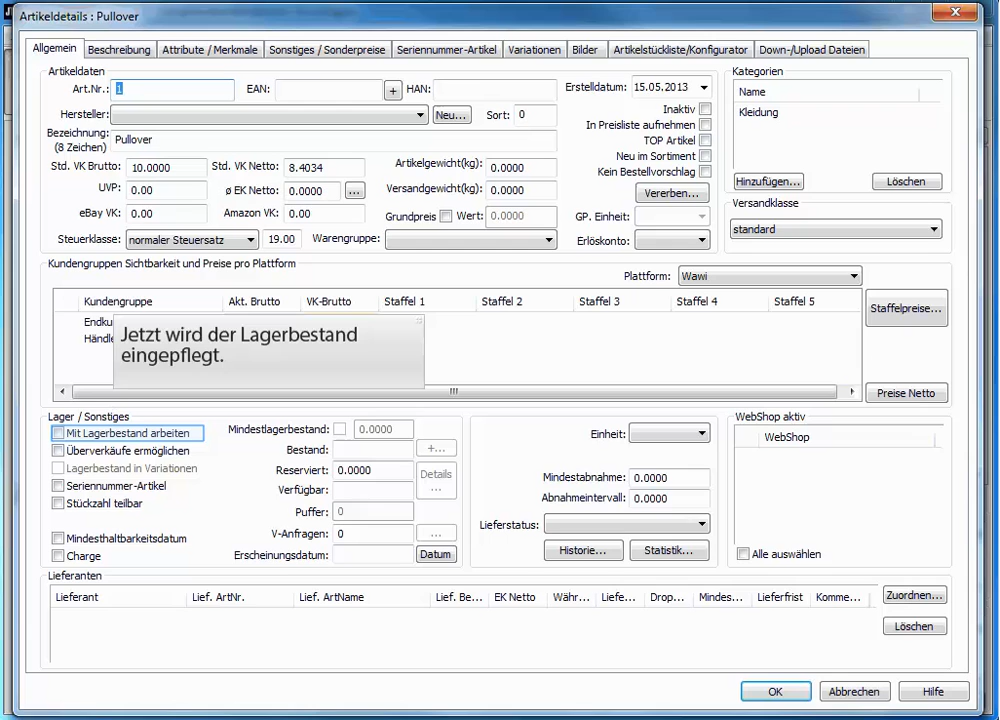 Artikeldetails : Pullover
Allgemein Beschreibung Attribute / Merkmale Sonstiges / Sonderpreise Seriennummer-Artikel Variationen Bilder Artikelstückliste/Konfigurator Down-/Upload Dateien
Artikeldaten
Art.Nr.: 1 EAN: + HAN:
Hersteller: Neu... Sort: 0
Bezeichnung: Pullover
(8 Zeichen)
Std. VK Brutto: 10.0000 Std. VK Netto: 8.4034 Artikelgewicht(kg): 0.0000
UVP: 0.00 ø EK Netto: 0.0000 ... Versandgewicht(kg): 0.0000
eBay VK: 0.00 Amazon VK: 0.00 Grundpreis Wert: 0.0000
Steuerklasse: normaler Steuersatz 19.00 Warengruppe:
Erstelldatum: 15.05.2013
Inaktiv
In Preisliste aufnehmen
TOP Artikel
Neu im Sortiment
Kein Bestellvorschlag
Vererben...
GP. Einheit:
Erlöskonto:
Kategorien
Name
Kleidung
Hinzufügen... Löschen
Versandklasse
standard
Kundengruppen Sichtbarkeit und Preise pro Plattform
Plattform: Wawi
Kundengruppe Akt. Brutto VK-Brutto Staffel 1 Staffel 2 Staffel 3 Staffel 4 Staffel 5
Endku
Händle
Jetzt wird der Lagerbestand
eingepflegt.
Staffelpreise...
Preise Netto
Lager / Sonstiges
Mit Lagerbestand arbeiten
Überverkäufe ermöglichen
Lagerbestand in Variationen
Seriennummer-Artikel
Stückzahl teilbar
Mindesthaltbarkeitsdatum
Charge
Mindestlagerbestand: 0.0000
Bestand: +...
Reserviert: 0.0000 Details
...
Verfügbar:
Puffer: 0
V-Anfragen: 0 ...
Erscheinungsdatum: Datum
Einheit:
Mindestabnahme: 0.0000
Abnahmeintervall: 0.0000
Lieferstatus:
Historie... Statistik...
WebShop aktiv
WebShop
Alle auswählen
Lieferanten
Lieferant Lief. ArtNr. Lief. ArtName Lief. Be... EK Netto Währ... Liefe... Drop... Mindes... Lieferfrist Komme...
Zuordnen...
Löschen
OK Abbrechen Hilfe